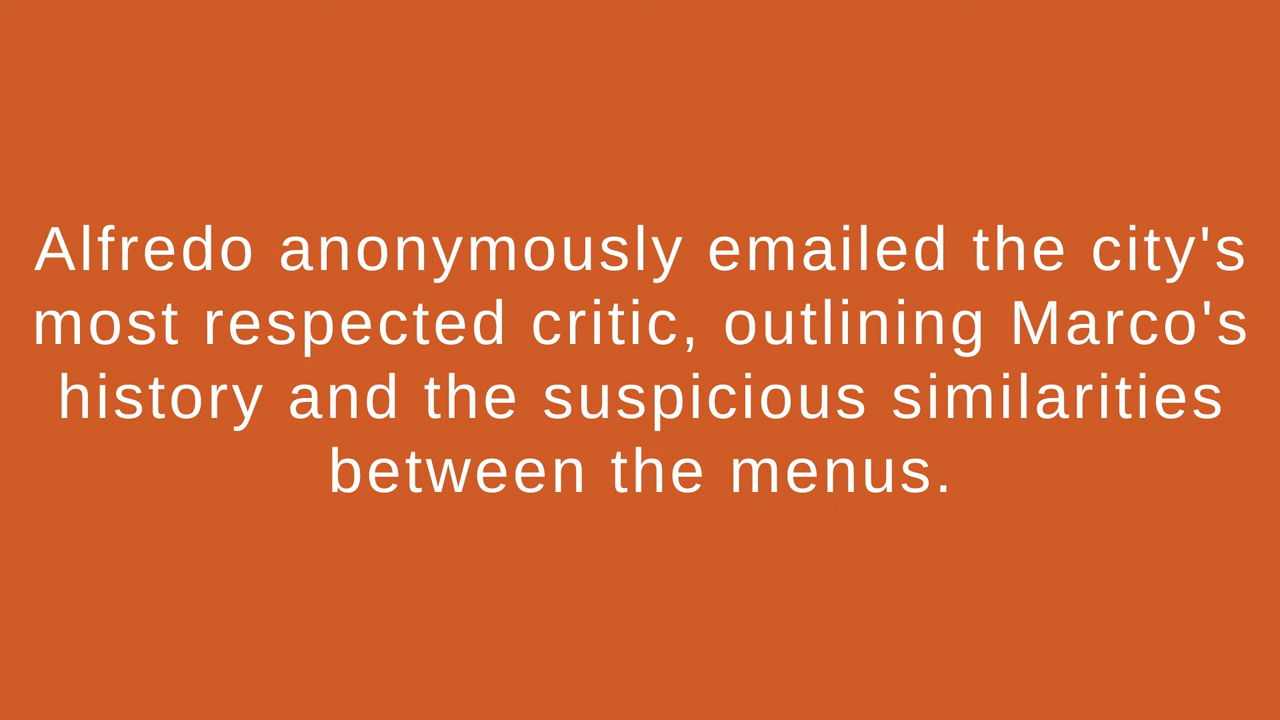 Alfredo anonymously emailed the city's
most respected critic, outlining Marco's
history and the suspicious similarities
between the menus.